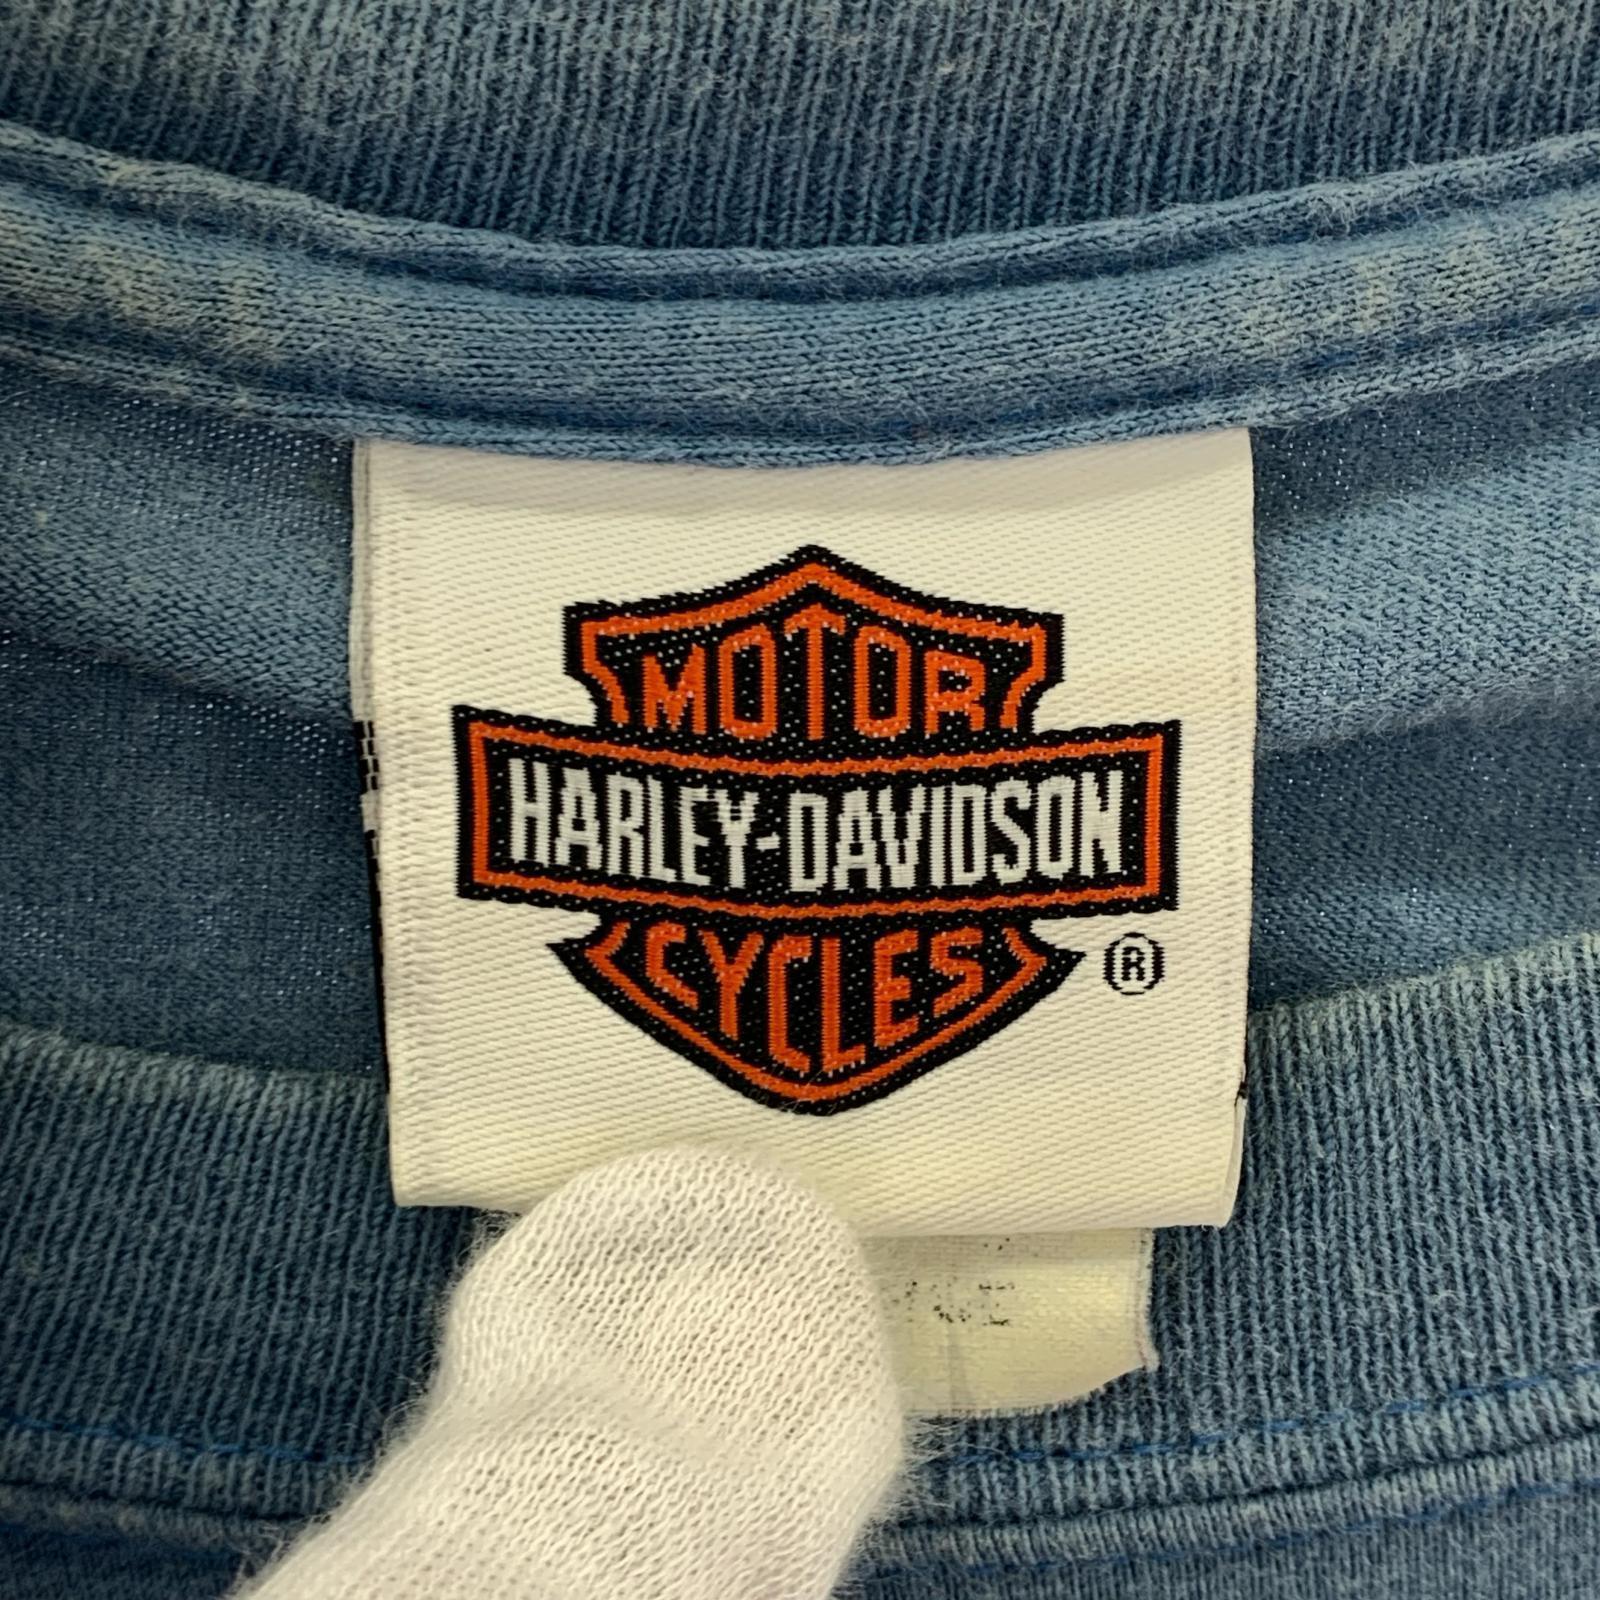 MOTOR
HARLEY-DAVIDSON
CYCLES
®